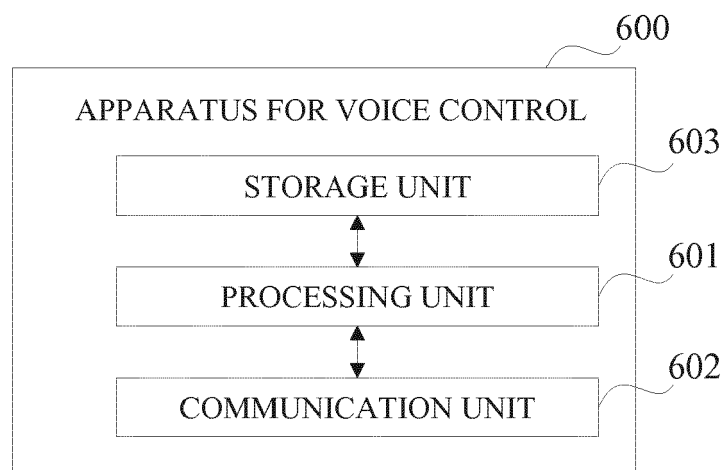 600
APPARATUS FOR VOICE CONTROL
603
STORAGE UNIT
601
PROCESSING UNIT
602
COMMUNICATION UNIT